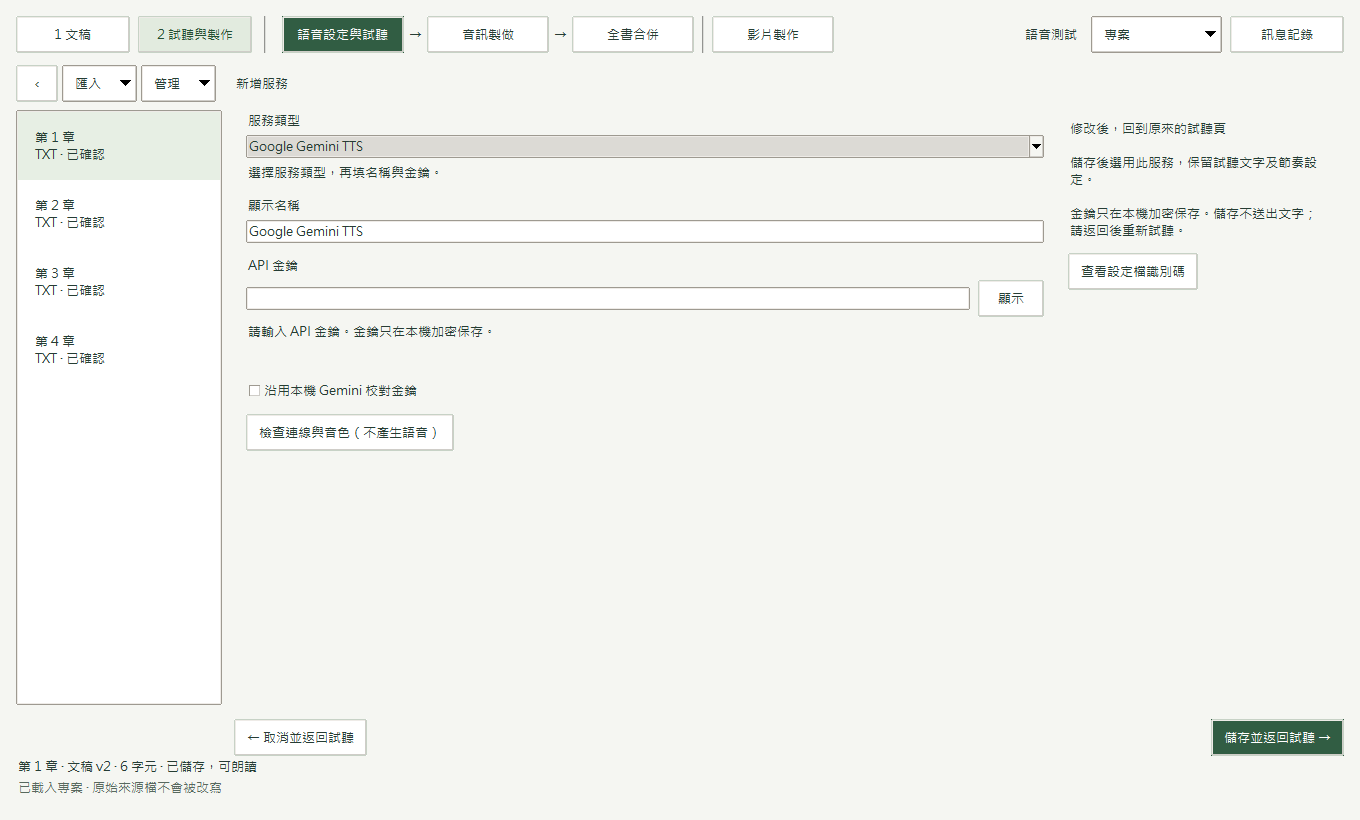 1 文稿
2 試聽與製作
語音設定與試聽
→
音訊製做
→
全書合併
影片製作
語音測試
專案
訊息記錄
‹
匯入
管理
新增服務
第 1 章
TXT · 已確認
第 2 章
TXT · 已確認
第 3 章
TXT · 已確認
第 4 章
TXT · 已確認
服務類型
Google Gemini TTS
選擇服務類型，再填名稱與金鑰。
顯示名稱
Google Gemini TTS
API 金鑰
顯示
請輸入 API 金鑰。金鑰只在本機加密保存。
沿用本機 Gemini 校對金鑰
檢查連線與音色（不產生語音）
修改後，回到原來的試聽頁
儲存後選用此服務，保留試聽文字及節奏設
定。
金鑰只在本機加密保存。儲存不送出文字；
請返回後重新試聽。
查看設定檔識別碼
← 取消並返回試聽
儲存並返回試聽 →
第 1 章 · 文稿 v2 · 6 字元 · 已儲存，可朗讀
已載入專案 · 原始來源檔不會被改寫